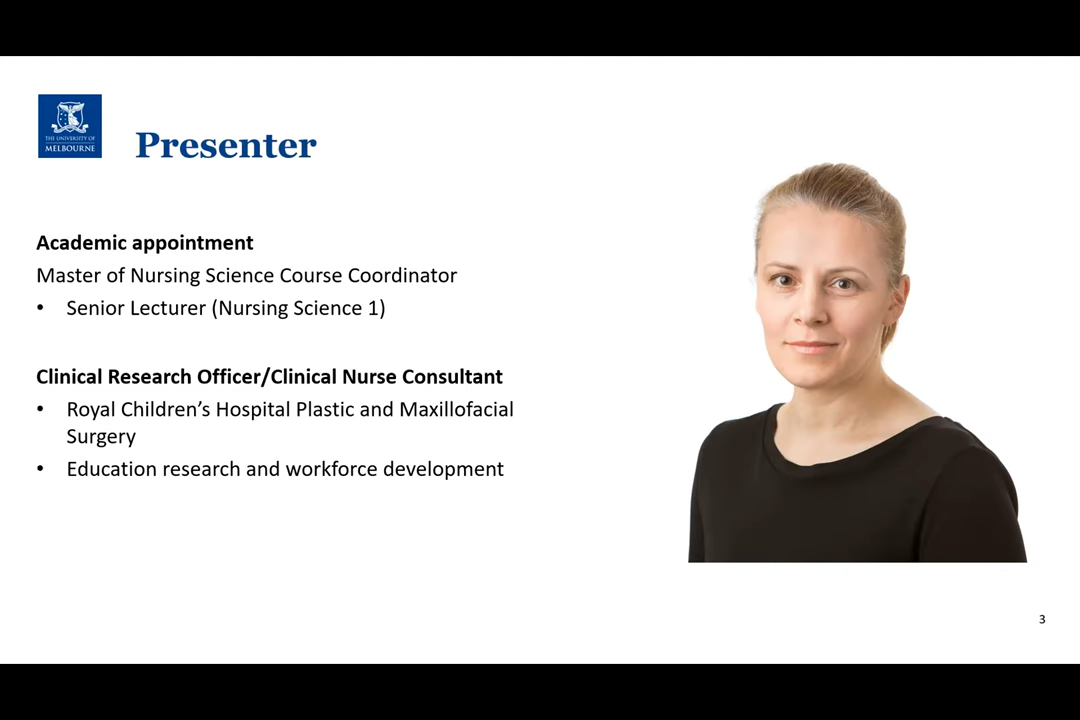 THE UNIVERSITY OF
MELBOURNE
Presenter
Academic appointment
Master of Nursing Science Course Coordinator
• Senior Lecturer (Nursing Science 1)
Clinical Research Officer/Clinical Nurse Consultant
• Royal Children’s Hospital Plastic and Maxillofacial
Surgery
• Education research and workforce development
3